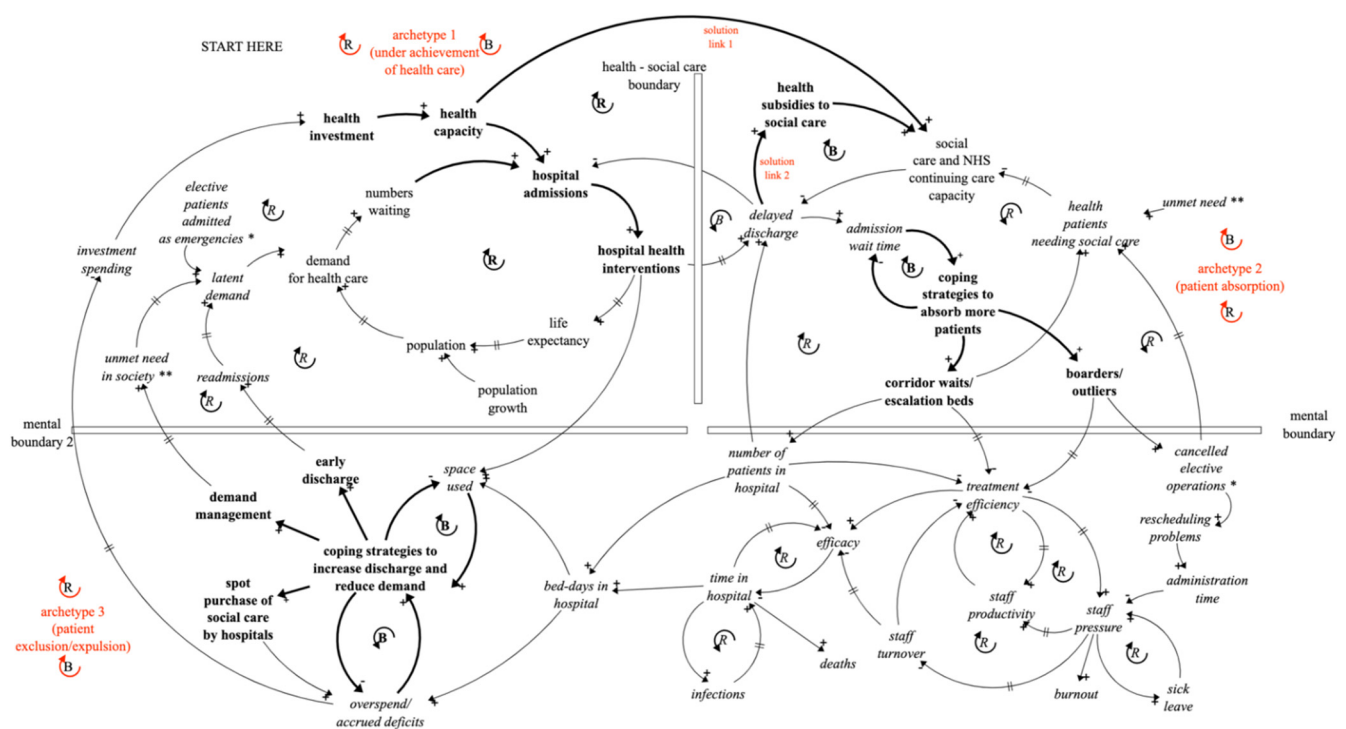 START HERE
R
archetype 1
(under achievement
of health care)
B
solution
link 1
health - social care
boundary
R
health
investment
health
capacity
health
subsidies to
social care
B
social
care and NHS
continuing care
capacity
solution
link 2
hospital
admissions
numbers
waiting
elective
patients
admitted
as emergencies *
R
B
delayed
discharge
R
health
patients
needing social care
unmet need **
B
archetype 2
(patient absorption)
R
admission
wait time
investment
spending
latent
demand
demand
for health care
R
hospital health
interventions
B
coping
strategies to
absorb more
patients
life
expectancy
population
population
growth
unmet need
in society **
readmissions
R
R
R
R
corridor waits/
escalation beds
boarders/
outliers
mental
boundary 2
mental
boundary
early
discharge
space
used
number of
patients in
hospital
treatment
efficiency
cancelled
elective
operations *
demand
management
B
rescheduling
problems
coping strategies to
increase discharge and
reduce demand
efficacy
R
R
R
spot
purchase of
social care
by hospitals
bed-days in
hospital
time in
hospital
administration
time
staff
productivity
staff
pressure
R
archetype 3
(patient
exclusion/expulsion)
B
B
R
deaths
staff
turnover
R
R
infections
burnout
sick
leave
overspend/
accrued deficits